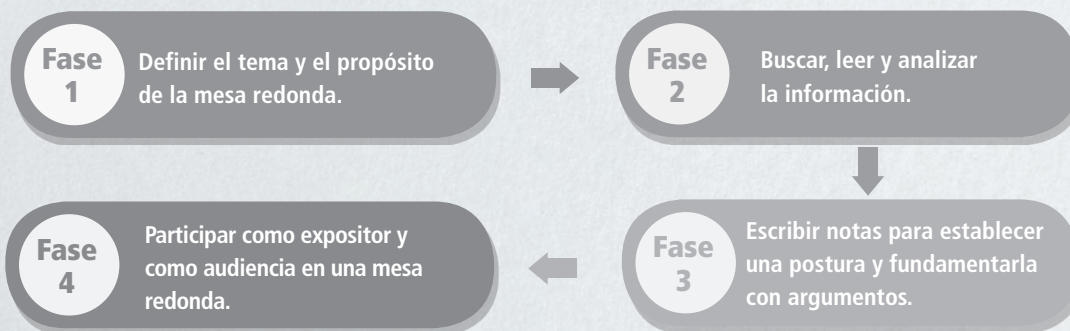 Fase
1
Definir el tema y el propósito
de la mesa redonda.
Fase
2
Buscar, leer y analizar
la información.
Fase
3
Escribir notas para establecer
una postura y fundamentarla
con argumentos.
Fase
4
Participar como expositor y
como audiencia en una mesa
redonda.